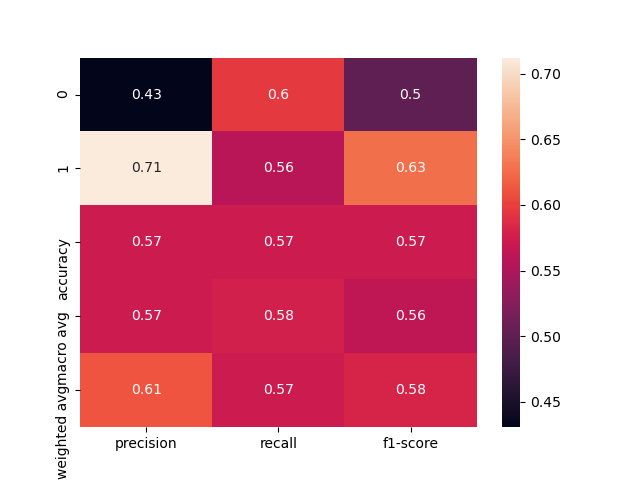 0
0.43 0.6 0.5
1
0.71 0.56 0.63
accuracy
0.57 0.57 0.57
macro avg
0.57 0.58 0.56
weighted avg
0.61 0.57 0.58
precision recall f1-score
0.70
0.65
0.60
0.55
0.50
0.45